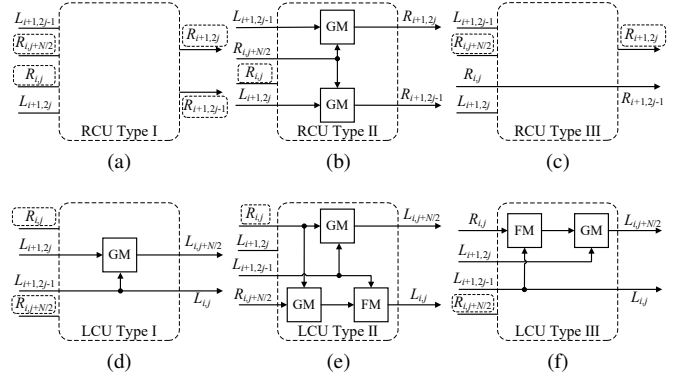 L_{i+1,2j-1}
R_{i,j+N/2}
R_{i,j}
L_{i+1,2j}
R_{i+1,2j}
R_{i+1,2j-1}
RCU Type I
(a)
L_{i+1,2j-1}
GM
R_{i+1,2j}
R_{i,j+N/2}
R_{i,j}
L_{i+1,2j}
GM
R_{i+1,2j-1}
RCU Type II
(b)
L_{i+1,2j-1}
R_{i,j+N/2}
R_{i,j}
L_{i+1,2j}
R_{i+1,2j}
R_{i+1,2j-1}
RCU Type III
(c)
R_{i,j}
L_{i+1,2j}
GM
L_{i,j+N/2}
L_{i+1,2j-1}
L_{i,j}
R_{i,j+N/2}
LCU Type I
(d)
R_{i,j}
GM
L_{i,j+N/2}
L_{i+1,2j}
L_{i+1,2j-1}
R_{i,j+N/2}
GM
FM
L_{i,j}
LCU Type II
(e)
R_{i,j}
FM
GM
L_{i,j+N/2}
L_{i+1,2j}
L_{i+1,2j-1}
L_{i,j}
R_{i,j+N/2}
LCU Type III
(f)